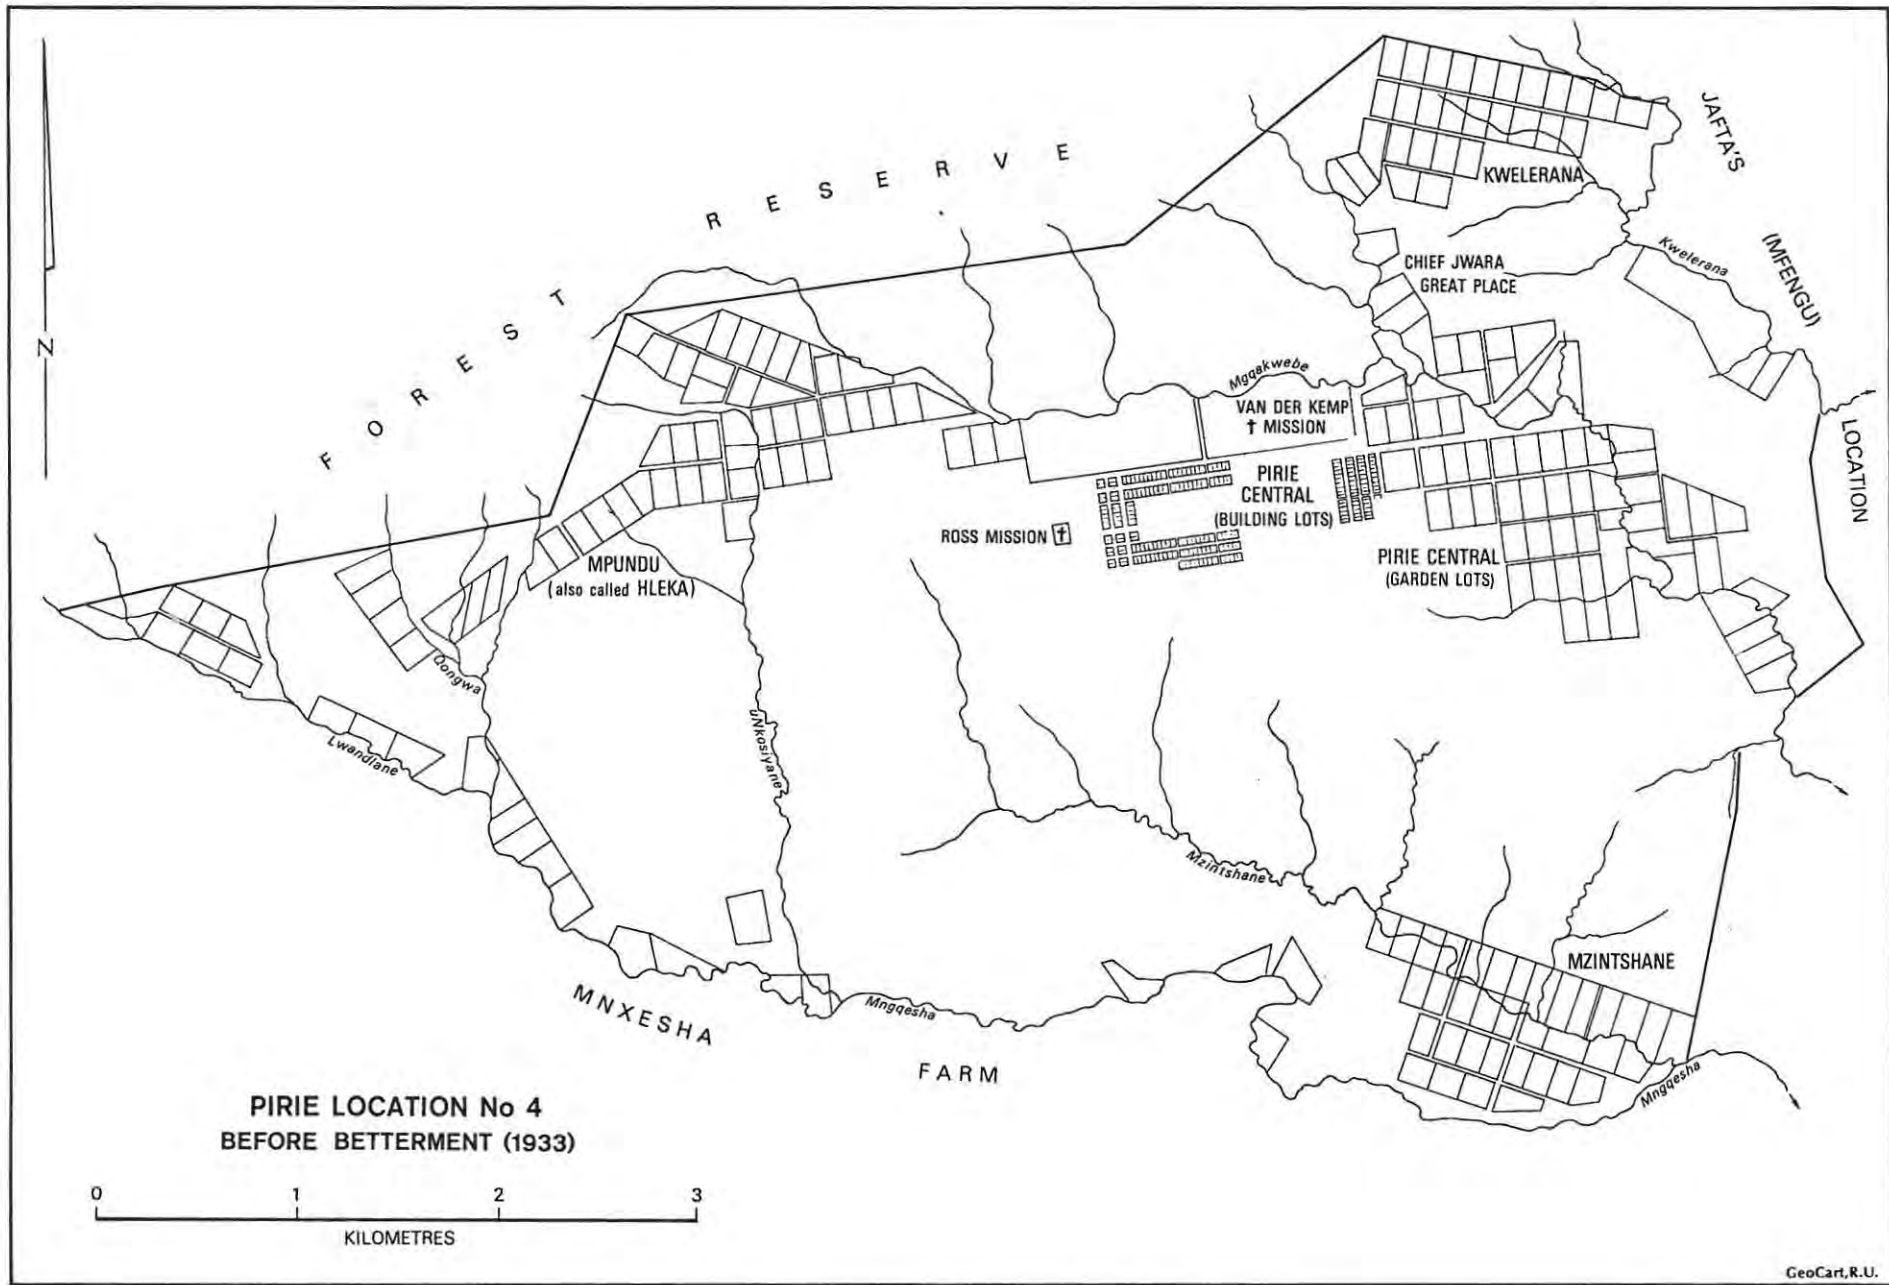 FOREST RESERVE
JAFTA'S
(MFENGU)
LOCATION
KWELERANA
Kwelerana
CHIEF JWARA
GREAT PLACE
N
Mgqakwebe
VAN DER KEMP
† MISSION
PIRIE
CENTRAL
(BUILDING LOTS)
ROSS MISSION †
PIRIE CENTRAL
(GARDEN LOTS)
MPUNDU
(also called HLEKA)
Qongwa
Lwandlane
uNkosiyane
Mzintshane
MZINTSHANE
Mngqesha
Mngqesha
MNXESHA
FARM
PIRIE LOCATION No 4
BEFORE BETTERMENT (1933)
0 1 2 3
KILOMETRES
GeoCart,R.U.